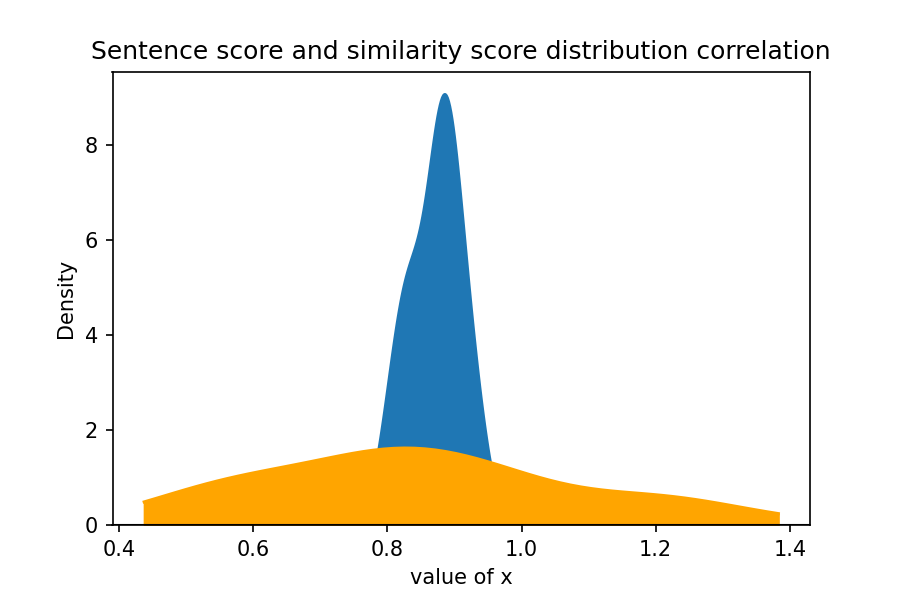 Sentence score and similarity score distribution correlation
Density
8
6
4
2
0
0.4 0.6 0.8 1.0 1.2 1.4
value of x